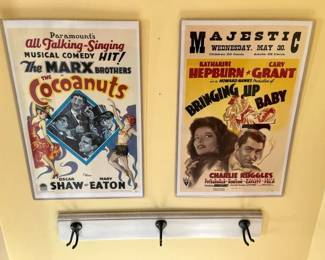 Paramount's
All Talking-Singing
MUSICAL COMEDY HIT!
The MARX BROTHERS
The
COCOANUTS
OSCAR MARY
SHAW-EATON
MAJESTIC
WEDNESDAY, MAY 30.
KATHARINE CARY
HEPBURN GRANT
BRINGING UP
BABY
CHARLIE RUGGLES